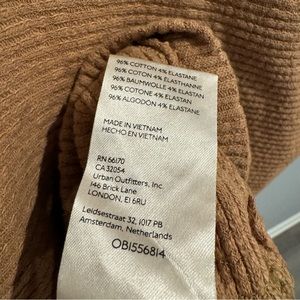 96% COTTON 4% ELASTANE
96% COTON 4% ELASTHANNE
96% BAUMWOLLE 4% ELASTAN
96% COTONE 4% ELASTAN
96% ALGODÓN 4% ELASTANE
MADE IN VIETNAM
HECHO EN VIETNAM
RN 66170
CA 32054
Urban Outfitters, Inc.
146 Brick Lane
LONDON, E1 6RU
Leidsestraat 32, 1017 PB
Amsterdam, Netherlands
OB1556814